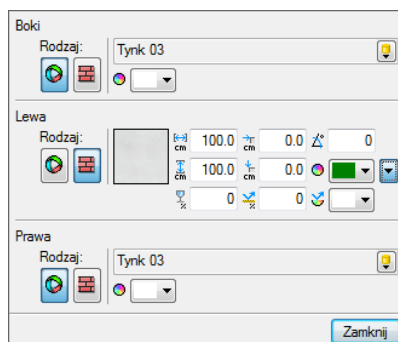 Boki
Rodzaj:
Tynk 03
Lewa
Rodzaj:
cm 100.0 cm 0.0 0
cm 100.0 cm 0.0
% 0 % 0
Prawa
Rodzaj:
Tynk 03
Zamknij